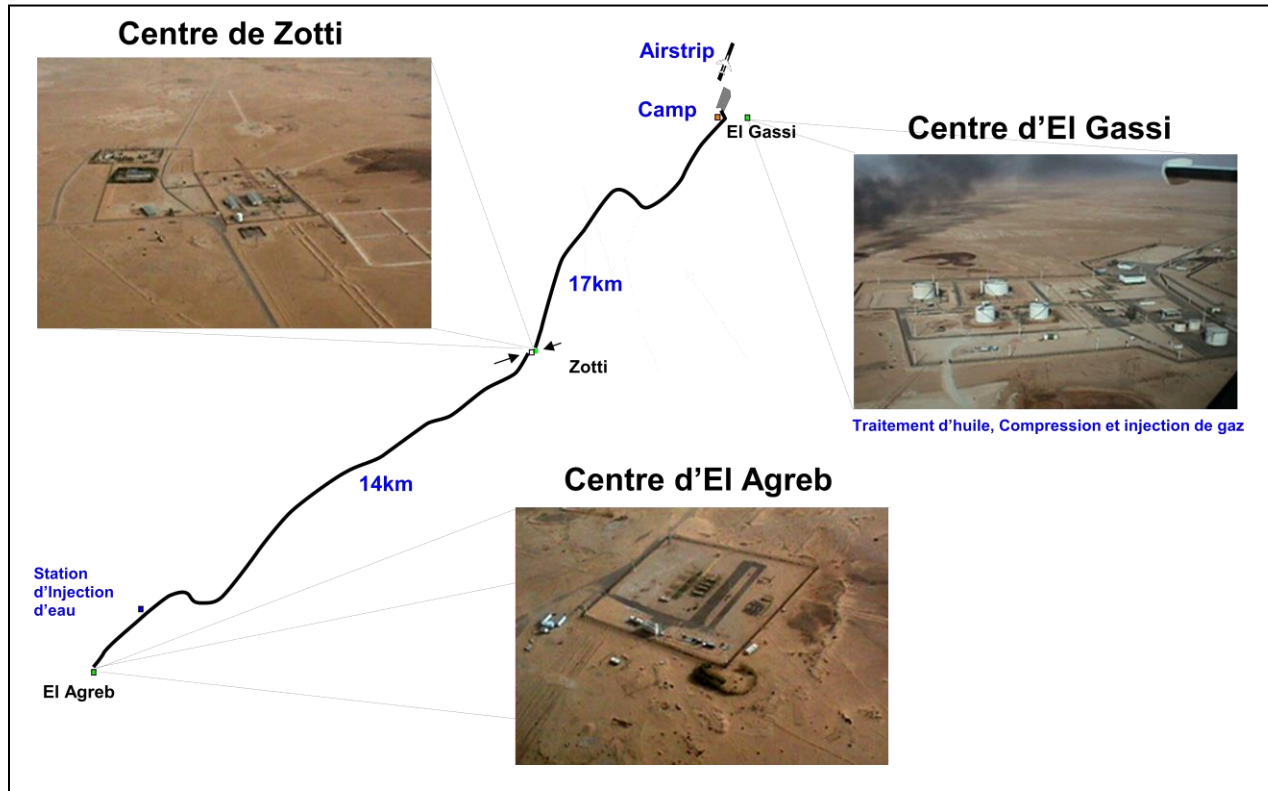 Centre de Zotti
Airstrip
Camp
El Gassi
Centre d’El Gassi
17km
Zotti
Traitement d’huile, Compression et injection de gaz
Centre d’El Agreb
14km
Station
d’Injection
d’eau
El Agreb